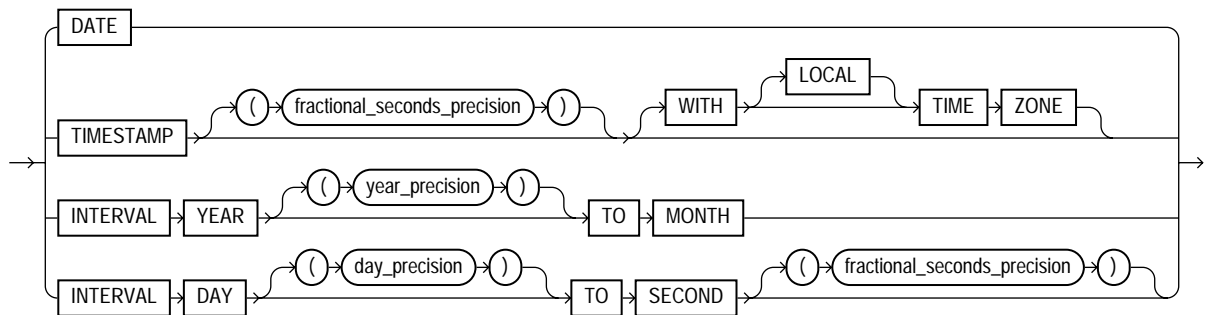 DATE
TIMESTAMP ( fractional_seconds_precision ) WITH LOCAL TIME ZONE
INTERVAL YEAR ( year_precision ) TO MONTH
INTERVAL DAY ( day_precision ) TO SECOND ( fractional_seconds_precision )